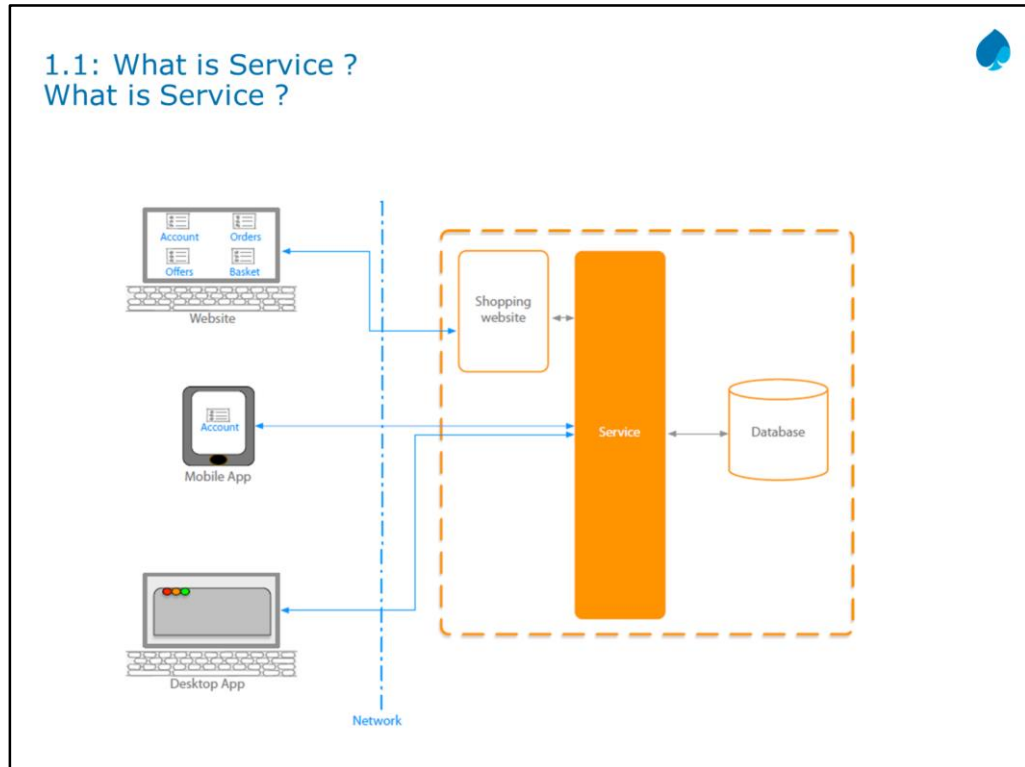 1.1: What is Service ?
What is Service ?
Account Orders
Offers Basket
Website
Shopping
website
Account
Mobile App
Service
Database
Desktop App
Network